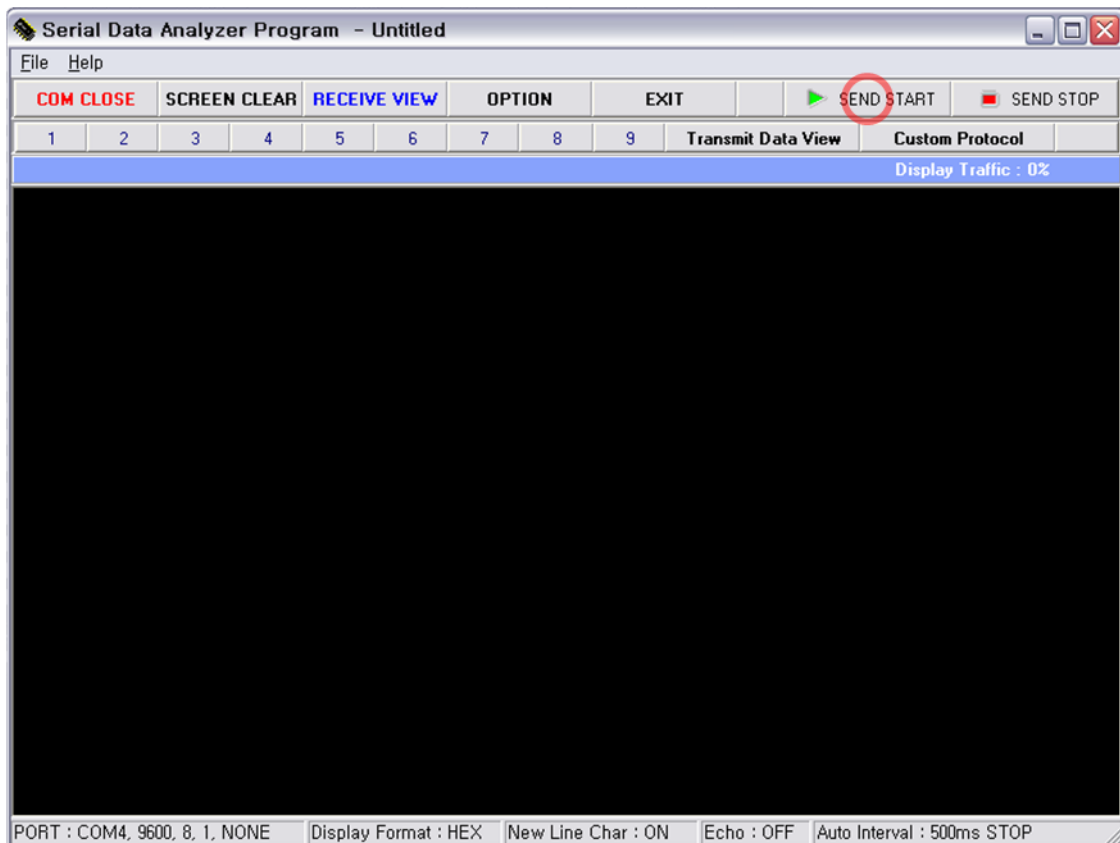 Serial Data Analyzer Program - Untitled
File Help
COM CLOSE SCREEN CLEAR RECEIVE VIEW OPTION EXIT SEND START SEND STOP
1 2 3 4 5 6 7 8 9 Transmit Data View Custom Protocol
Display Traffic : 0%
PORT : COM4, 9600, 8, 1, NONE Display Format : HEX New Line Char : ON Echo : OFF Auto Interval : 500ms STOP